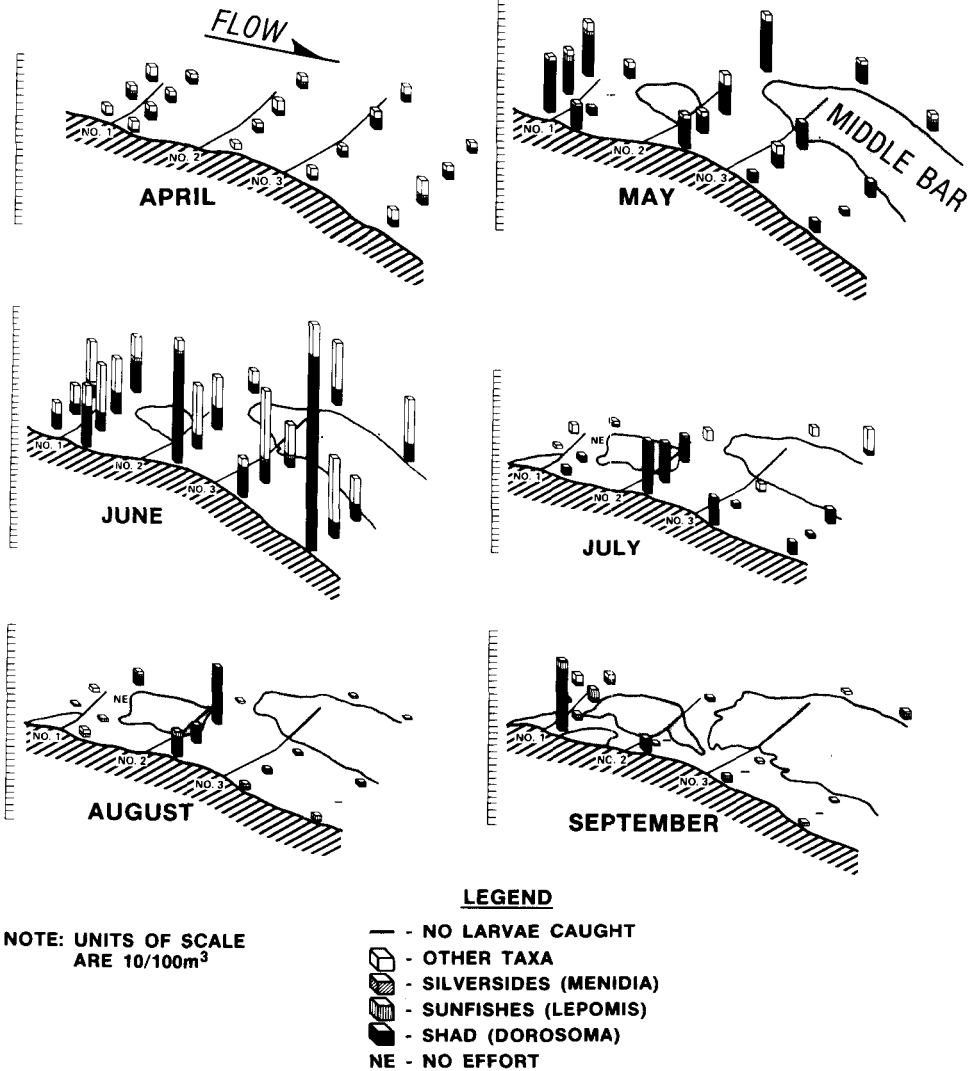 FLOW
NO. 1
NO. 2
NO. 3
APRIL
NO. 1
NO. 2
NO. 3
MAY
MIDDLE BAR
NO. 1
NO. 2
NO. 3
JUNE
NE
NO. 1
NO. 2
NO. 3
JULY
NE
NO. 1
NO. 2
NO. 3
AUGUST
NO. 1
NC. 2
NO. 3
SEPTEMBER
NOTE: UNITS OF SCALE
ARE 10/100m³
LEGEND
— - NO LARVAE CAUGHT
- OTHER TAXA
- SILVERSIDES (MENIDIA)
- SUNFISHES (LEPOMIS)
- SHAD (DOROSOMA)
NE - NO EFFORT